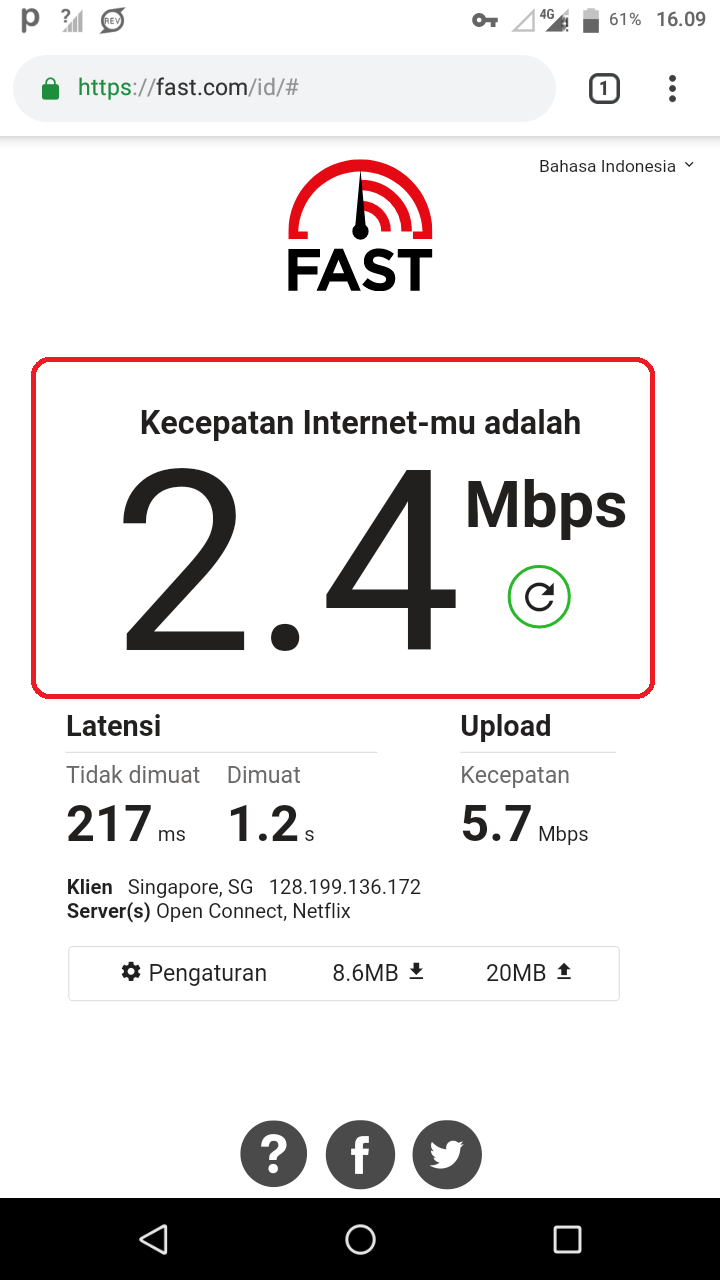 61% 16.09
https://fast.com/id/# 1
Bahasa Indonesia
FAST
Kecepatan Internet-mu adalah
2.4 Mbps
Latensi Upload
Tidak dimuat Dimuat Kecepatan
217 ms 1.2 s 5.7 Mbps
Klien Singapore, SG 128.199.136.172
Server(s) Open Connect, Netflix
Pengaturan 8.6MB 20MB